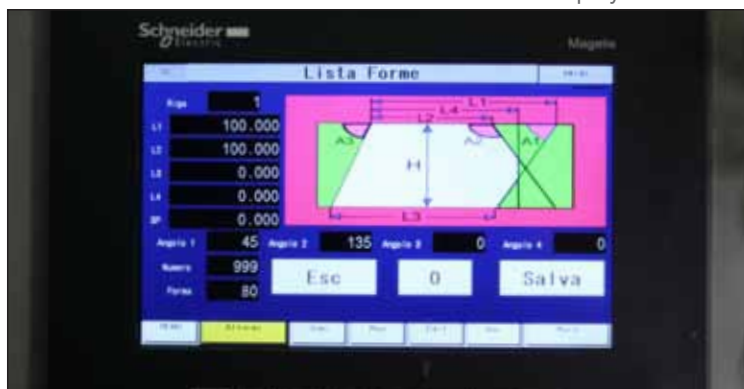 Schneider
Electric
Magelis
Lista Forme
Riga 1
L1 100.000
L2 100.000
L3 0.000
L4 0.000
SP 0.000
L1
L4
L2
A3 A2 A1
H
L3
Angolo 1 45 Angolo 2 135 Angolo 3 0 Angolo 4 0
Numero 999
Forma 80
Esc 0 Salva